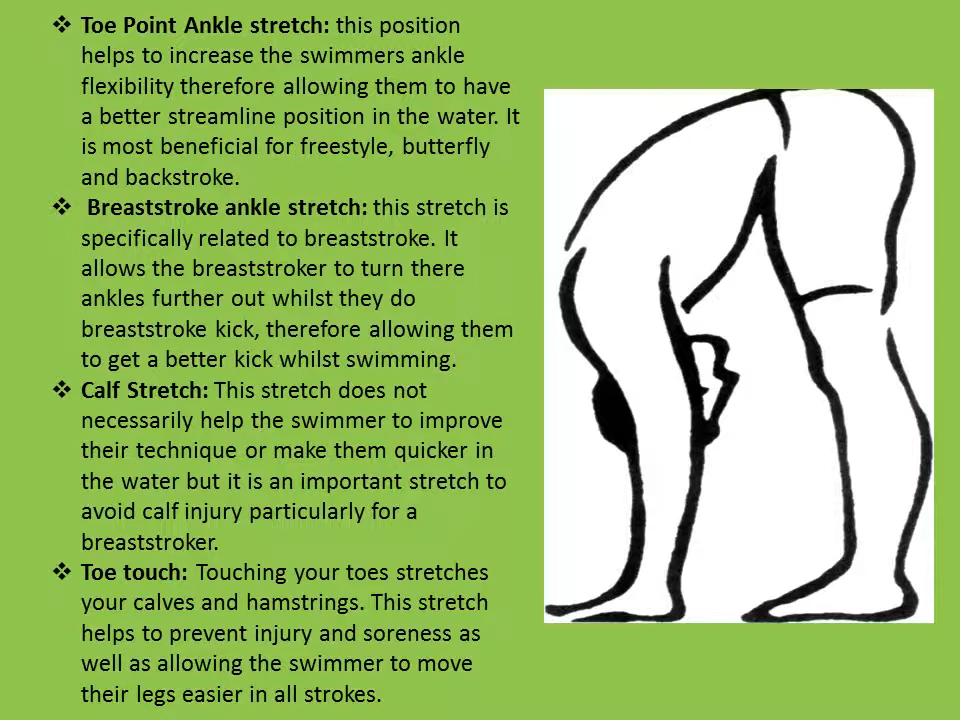 ❖ Toe Point Ankle stretch: this position
helps to increase the swimmers ankle
flexibility therefore allowing them to have
a better streamline position in the water. It
is most beneficial for freestyle, butterfly
and backstroke.
❖ Breaststroke ankle stretch: this stretch is
specifically related to breaststroke. It
allows the breaststroker to turn there
ankles further out whilst they do
breaststroke kick, therefore allowing them
to get a better kick whilst swimming.
❖ Calf Stretch: This stretch does not
necessarily help the swimmer to improve
their technique or make them quicker in
the water but it is an important stretch to
avoid calf injury particularly for a
breaststroker.
❖ Toe touch: Touching your toes stretches
your calves and hamstrings. This stretch
helps to prevent injury and soreness as
well as allowing the swimmer to move
their legs easier in all strokes.